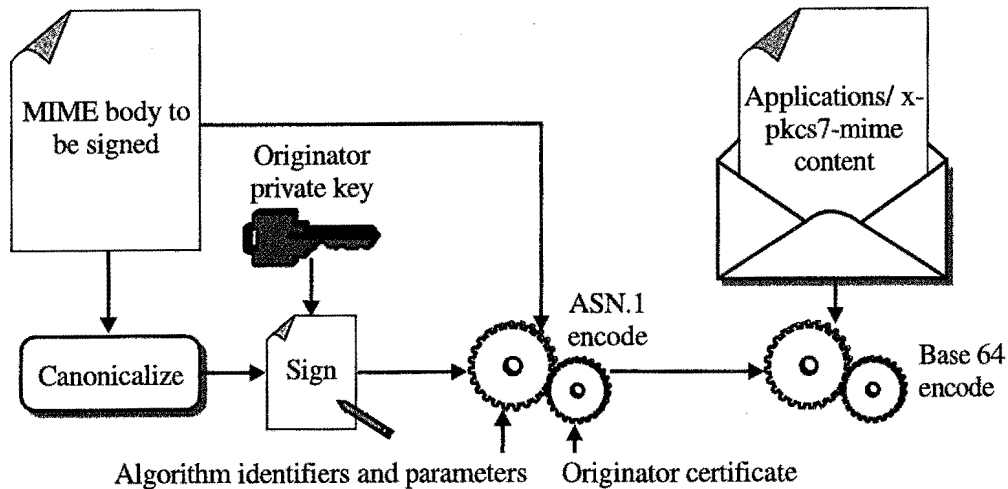 MIME body to
be signed
Originator
private key
Applications/ x-
pkcs7-mime
content
ASN.1
encode
Canonicalize
Sign
Base 64
encode
Algorithm identifiers and parameters
Originator certificate